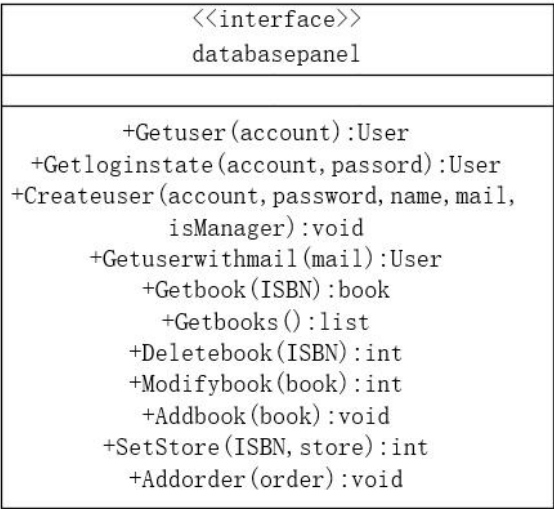 <<interface>>
databasepanel
+Getuser(account):User
+Getloginstate(account,passord):User
+Createuser(account,password,name,mail,
isManager):void
+Getuserwithmail(mail):User
+Getbook(ISBN):book
+Getbooks():list
+Deletebook(ISBN):int
+Modifybook(book):int
+Addbook(book):void
+SetStore(ISBN,store):int
+Addorder(order):void